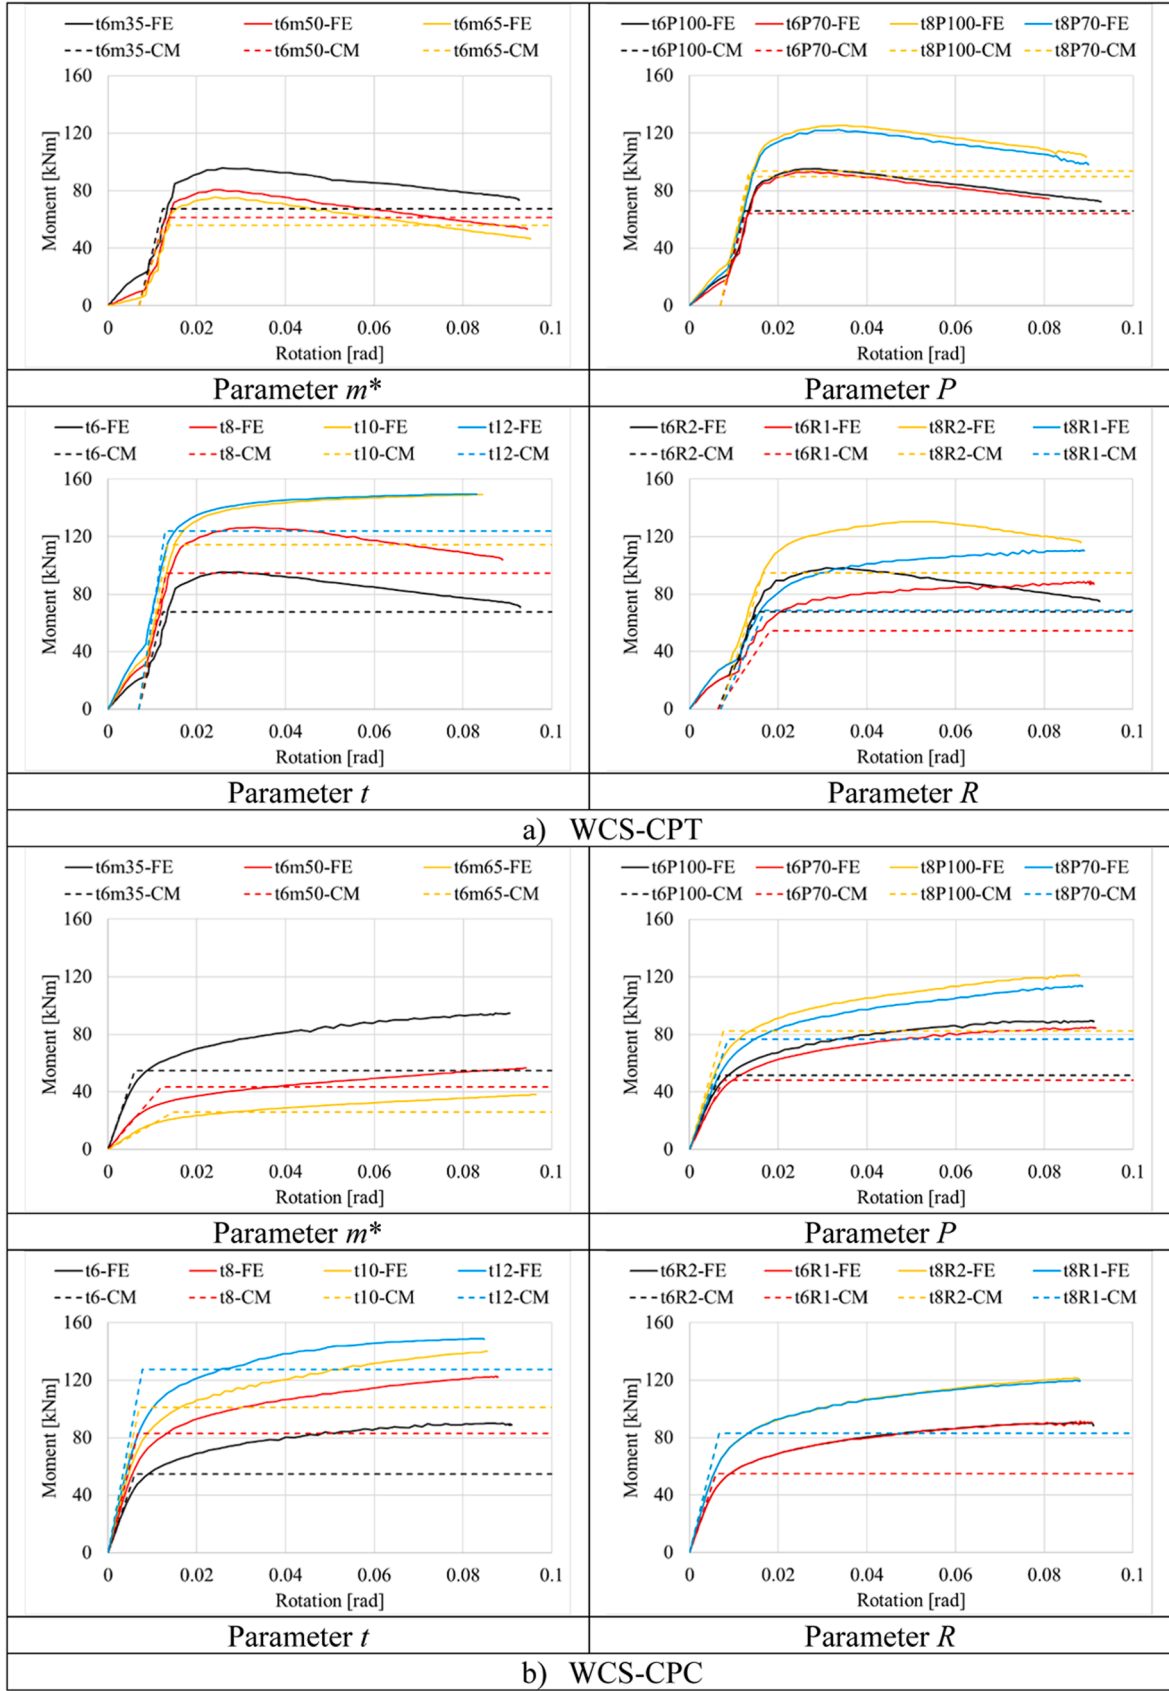 t6m35-FE t6m50-FE t6m65-FE
t6m35-CM t6m50-CM t6m65-CM
160
120
80
40
0
Moment [kNm]
0 0.02 0.04 0.06 0.08 0.1
Rotation [rad]
Parameter m*
t6P100-FE t6P70-FE t8P100-FE t8P70-FE
t6P100-CM t6P70-CM t8P100-CM t8P70-CM
160
120
80
40
0
Moment [kNm]
0 0.02 0.04 0.06 0.08 0.1
Rotation [rad]
Parameter P
t6-FE t8-FE t10-FE t12-FE
t6-CM t8-CM t10-CM t12-CM
160
120
80
40
0
Moment [kNm]
0 0.02 0.04 0.06 0.08 0.1
Rotation [rad]
Parameter t
t6R2-FE t6R1-FE t8R2-FE t8R1-FE
t6R2-CM t6R1-CM t8R2-CM t8R1-CM
160
120
80
40
0
Moment [kNm]
0 0.02 0.04 0.06 0.08 0.1
Rotation [rad]
Parameter R
a) WCS-CPT
t6m35-FE t6m50-FE t6m65-FE
t6m35-CM t6m50-CM t6m65-CM
160
120
80
40
0
Moment [kNm]
0 0.02 0.04 0.06 0.08 0.1
Rotation [rad]
Parameter m*
t6P100-FE t6P70-FE t8P100-FE t8P70-FE
t6P100-CM t6P70-CM t8P100-CM t8P70-CM
160
120
80
40
0
Moment [kNm]
0 0.02 0.04 0.06 0.08 0.1
Rotation [rad]
Parameter P
t6-FE t8-FE t10-FE t12-FE
t6-CM t8-CM t10-CM t12-CM
160
120
80
40
0
Moment [kNm]
0 0.02 0.04 0.06 0.08 0.1
Rotation [rad]
Parameter t
t6R2-FE t6R1-FE t8R2-FE t8R1-FE
t6R2-CM t6R1-CM t8R2-CM t8R1-CM
160
120
80
40
0
Moment [kNm]
0 0.02 0.04 0.06 0.08 0.1
Rotation [rad]
Parameter R
b) WCS-CPC